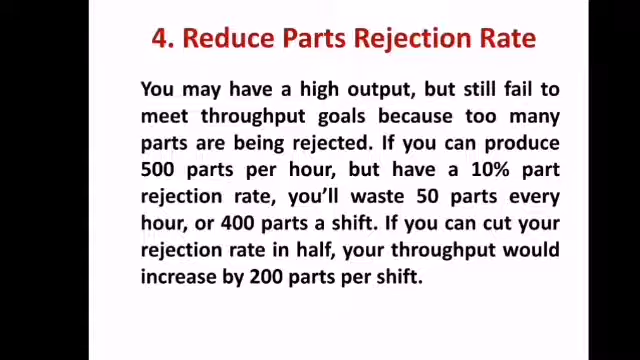 4. Reduce Parts Rejection Rate
You may have a high output, but still fail to
meet throughput goals because too many
parts are being rejected. If you can produce
500 parts per hour, but have a 10% part
rejection rate, you'll waste 50 parts every
hour, or 400 parts a shift. If you can cut your
rejection rate in half, your throughput would
increase by 200 parts per shift.